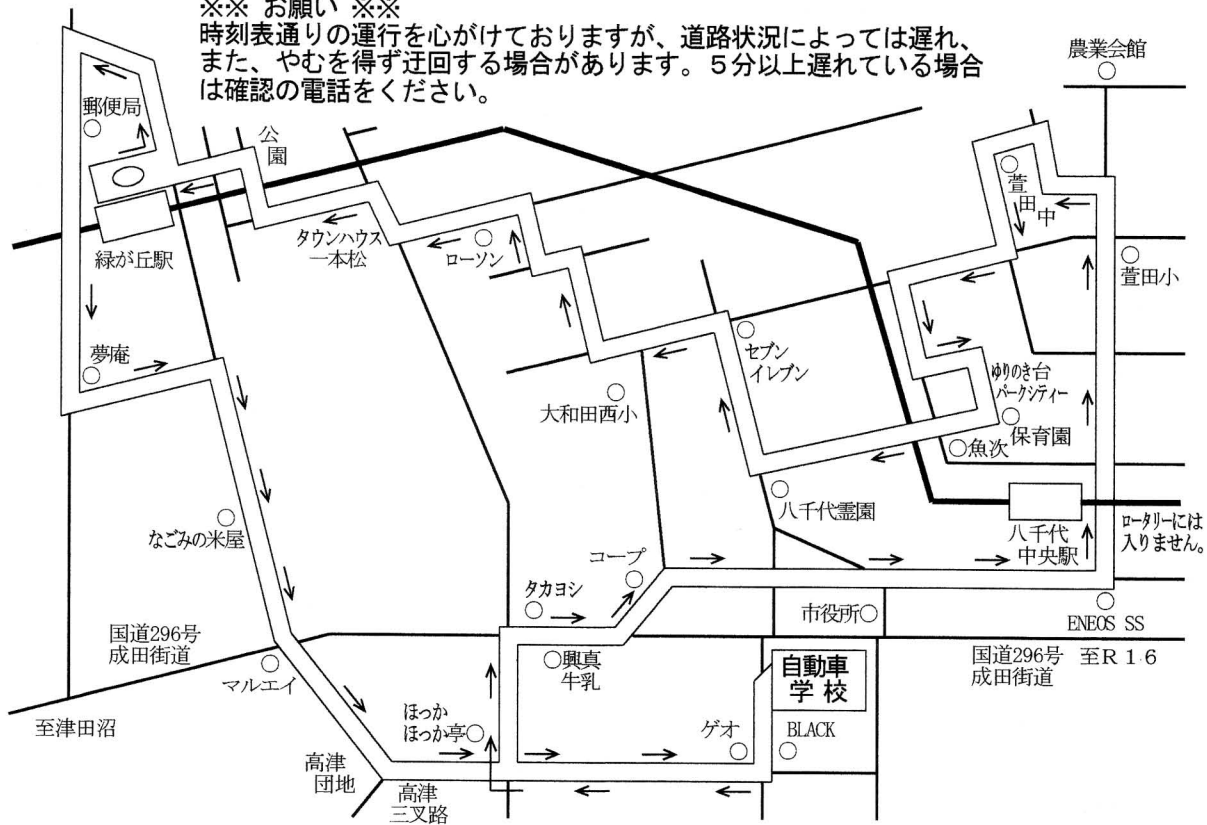 ※※ お願い ※※
時刻表通りの運行を心がけておりますが、道路状況によっては遅れ、
また、やむを得ず迂回する場合があります。５分以上遅れている場合
は確認の電話をください。
農業会館
郵便局
公
園
萱
田
中
タウンハウス
一本松
ローソン
緑が丘駅
萱田小
夢庵
セブン
イレブン
ゆりのき台
パークシティー
大和田西小
保育園
魚次
八千代霊園
なごみの米屋
ロータリーには
入りません。
八千代
中央駅
コープ
タカヨシ
市役所
ENEOS SS
国道296号
成田街道
興真
牛乳
自動車
学校
国道296号 至R１６
成田街道
マルエイ
至津田沼
ほっか
ほっか亭
ゲオ
BLACK
高津
団地
高津
三叉路